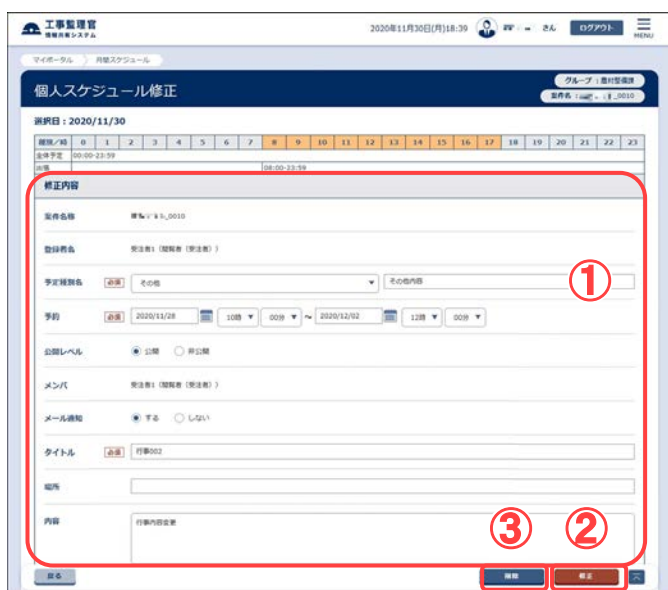 工事監理官
情報共有システム
2020年11月30日(月)18:39 さん ログアウト MENU
マイポータル 月間スケジュール
個人スケジュール修正
グループ：農村整備課
案件名： _0010
選択日：2020/11/30
種別／時 0 1 2 3 4 5 6 7 8 9 10 11 12 13 14 15 16 17 18 19 20 21 22 23
全体予定 00:00-23:59
出張 08:00-23:59
修正内容
案件名称 _0010
登録者名 受注者1（閲覧者（受注者））
予定種別名 必須 その他 ▼ その他内容 ①
予約 必須 2020/11/28 10時 ▼ 00分 ▼ ～ 2020/12/02 12時 ▼ 00分 ▼
公開レベル 公開 非公開
メンバ 受注者1（閲覧者（受注者））
メール通知 する しない
タイトル 必須 行事002
場所
内容 行事内容変更
③ ②
戻る 削除 修正